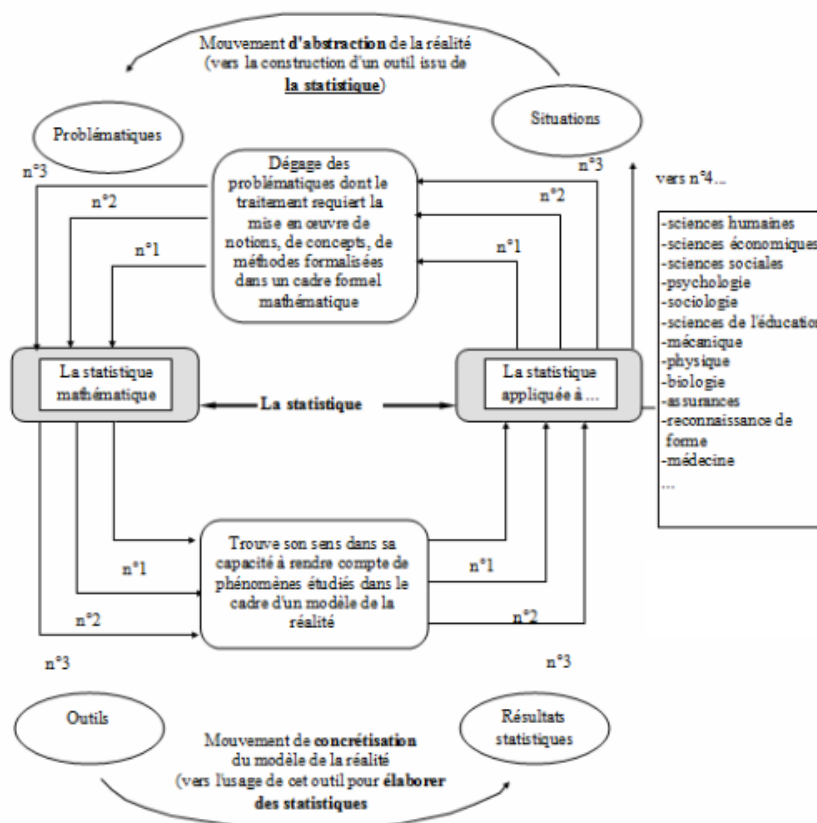 Mouvement d'abstraction de la réalité
(vers la construction d'un outil issu de
la statistique)
Problématiques
Situations
n°3
n°2
n°1
Dégage des
problématiques dont le
traitement requiert la
mise en œuvre de
notions, de concepts, de
méthodes formalisées
dans un cadre formel
mathématique
n°3
n°2
n°1
vers n°4...
-sciences humaines
-sciences économiques
-sciences sociales
-psychologie
-sociologie
-sciences de l'éducation
-mécanique
-physique
-biologie
-assurances
-reconnaissance de
forme
-médecine
...
La statistique
mathématique
La statistique
La statistique
appliquée à ...
n°1
n°2
n°3
Trouve son sens dans sa
capacité à rendre compte de
phénomènes étudiés dans le
cadre d'un modèle de la
réalité
n°1
n°2
n°3
Outils
Résultats
statistiques
Mouvement de concrétisation
du modèle de la réalité
(vers l'usage de cet outil pour élaborer
des statistiques